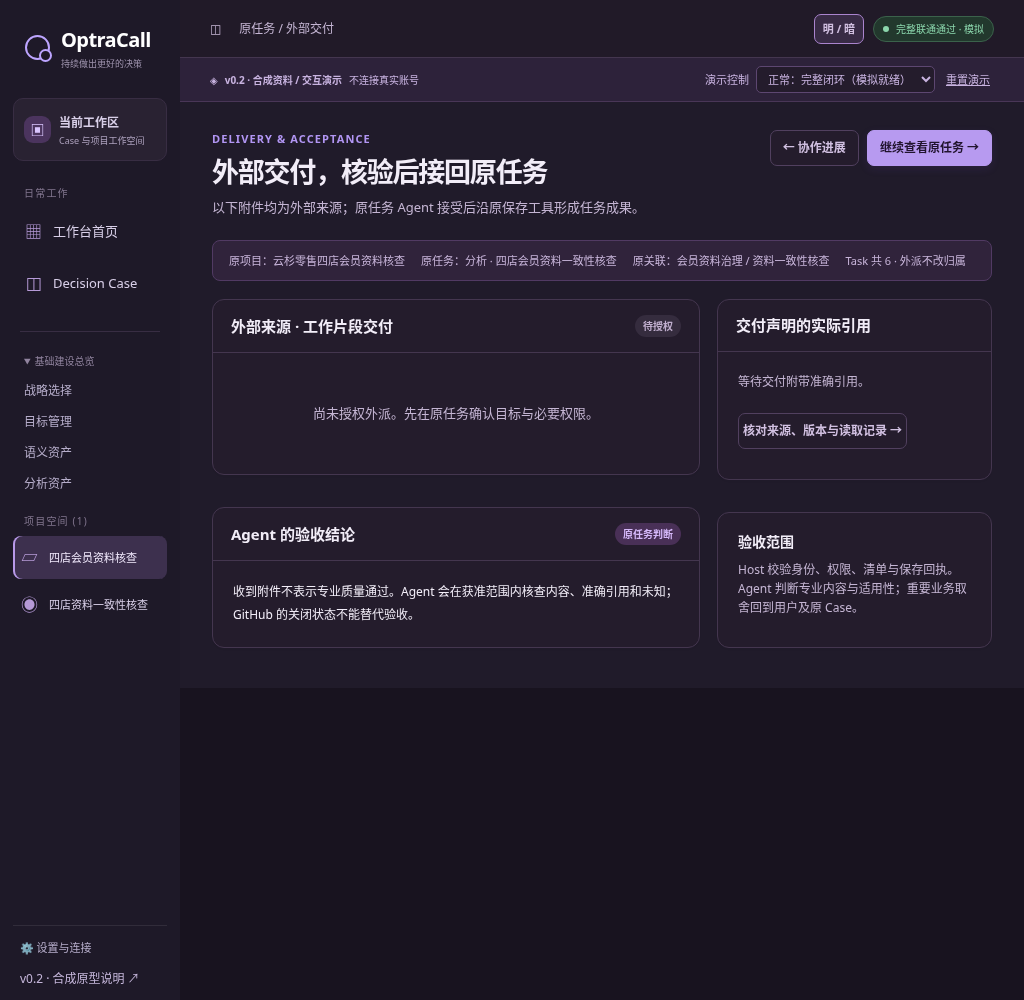 OptraCall
持续做出更好的决策
当前工作区
Case 与项目工作空间
日常工作
工作台首页
Decision Case
▼ 基础建设总览
战略选择
目标管理
语义资产
分析资产
项目空间 (1)
四店会员资料核查
四店资料一致性核查
设置与连接
v0.2 · 合成原型说明 ↗
原任务 / 外部交付
明 / 暗
完整联通通过 · 模拟
◈ v0.2 · 合成资料 / 交互演示 不连接真实账号
演示控制
正常：完整闭环（模拟就绪）
重置演示
DELIVERY & ACCEPTANCE
外部交付，核验后接回原任务
以下附件均为外部来源；原任务 Agent 接受后沿原保存工具形成任务成果。
← 协作进展
继续查看原任务 →
原项目：云杉零售四店会员资料核查 原任务：分析 · 四店会员资料一致性核查 原关联：会员资料治理 / 资料一致性核查 Task 共 6 · 外派不改归属
外部来源 · 工作片段交付
待授权
尚未授权外派。先在原任务确认目标与必要权限。
交付声明的实际引用
等待交付附带准确引用。
核对来源、版本与读取记录 →
Agent 的验收结论
原任务判断
收到附件不表示专业质量通过。Agent 会在获准范围内核查内容、准确引用和未知；
GitHub 的关闭状态不能替代验收。
验收范围
Host 校验身份、权限、清单与保存回执。
Agent 判断专业内容与适用性；重要业务取
舍回到用户及原 Case。